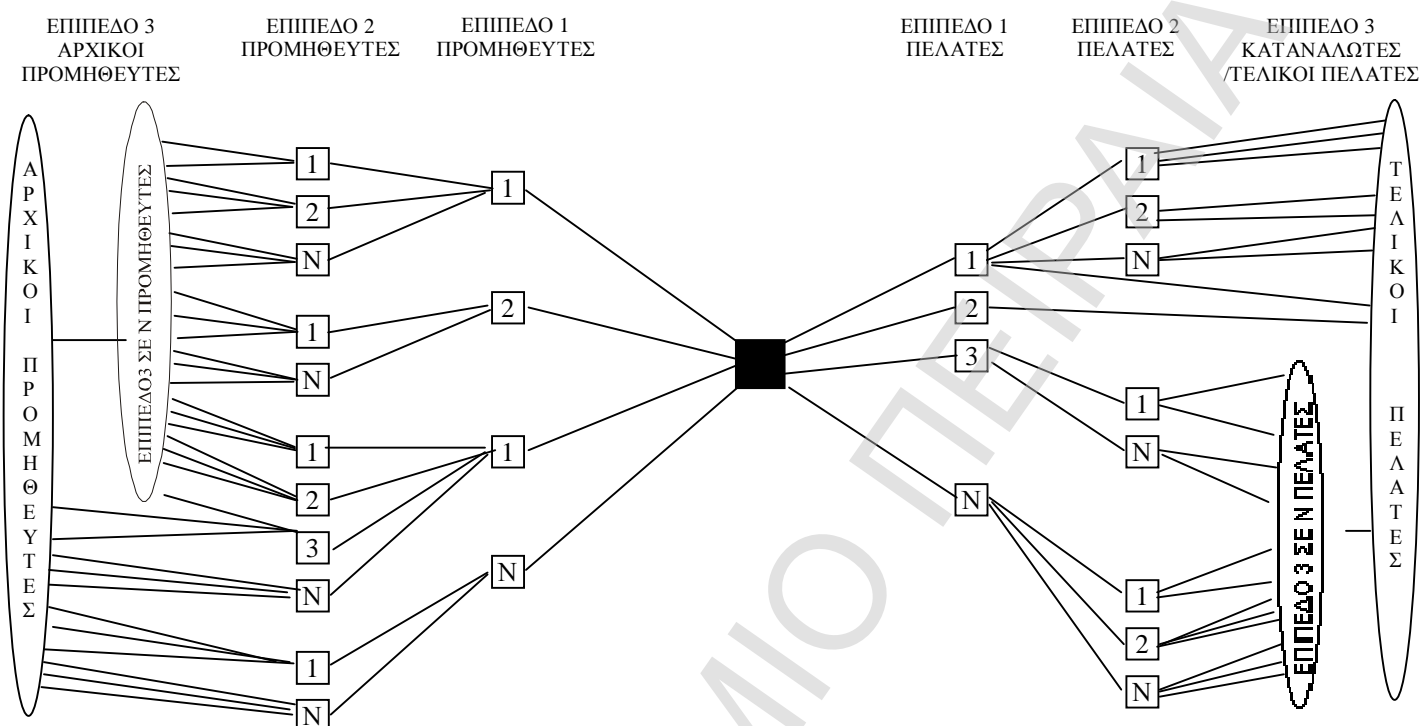 ΕΠΙΠΕΔΟ 3
ΑΡΧΙΚΟΙ
ΠΡΟΜΗΘΕΥΤΕΣ
ΕΠΙΠΕΔΟ 2
ΠΡΟΜΗΘΕΥΤΕΣ
ΕΠΙΠΕΔΟ 1
ΠΡΟΜΗΘΕΥΤΕΣ
ΕΠΙΠΕΔΟ 1
ΠΕΛΑΤΕΣ
ΕΠΙΠΕΔΟ 2
ΠΕΛΑΤΕΣ
ΕΠΙΠΕΔΟ 3
ΚΑΤΑΝΑΛΩΤΕΣ
/ΤΕΛΙΚΟΙ ΠΕΛΑΤΕΣ
ΑΡΧΙΚΟΙ ΠΡΟΜΗΘΕΥΤΕΣ
ΕΠΙΠΕΔΟ3 ΣΕ Ν ΠΡΟΜΗΘΕΥΤΕΣ
1
2
N
1
N
1
2
3
N
1
N
1
2
1
N
1
2
3
N
1
2
N
1
N
1
2
N
ΕΠΙΠΕΔΟ 3 ΣΕ Ν ΠΕΛΑΤΕΣ
ΤΕΛΙΚΟΙ ΠΕΛΑΤΕΣ
ΜΙΟ ΠΕΙΡΑΙΑ